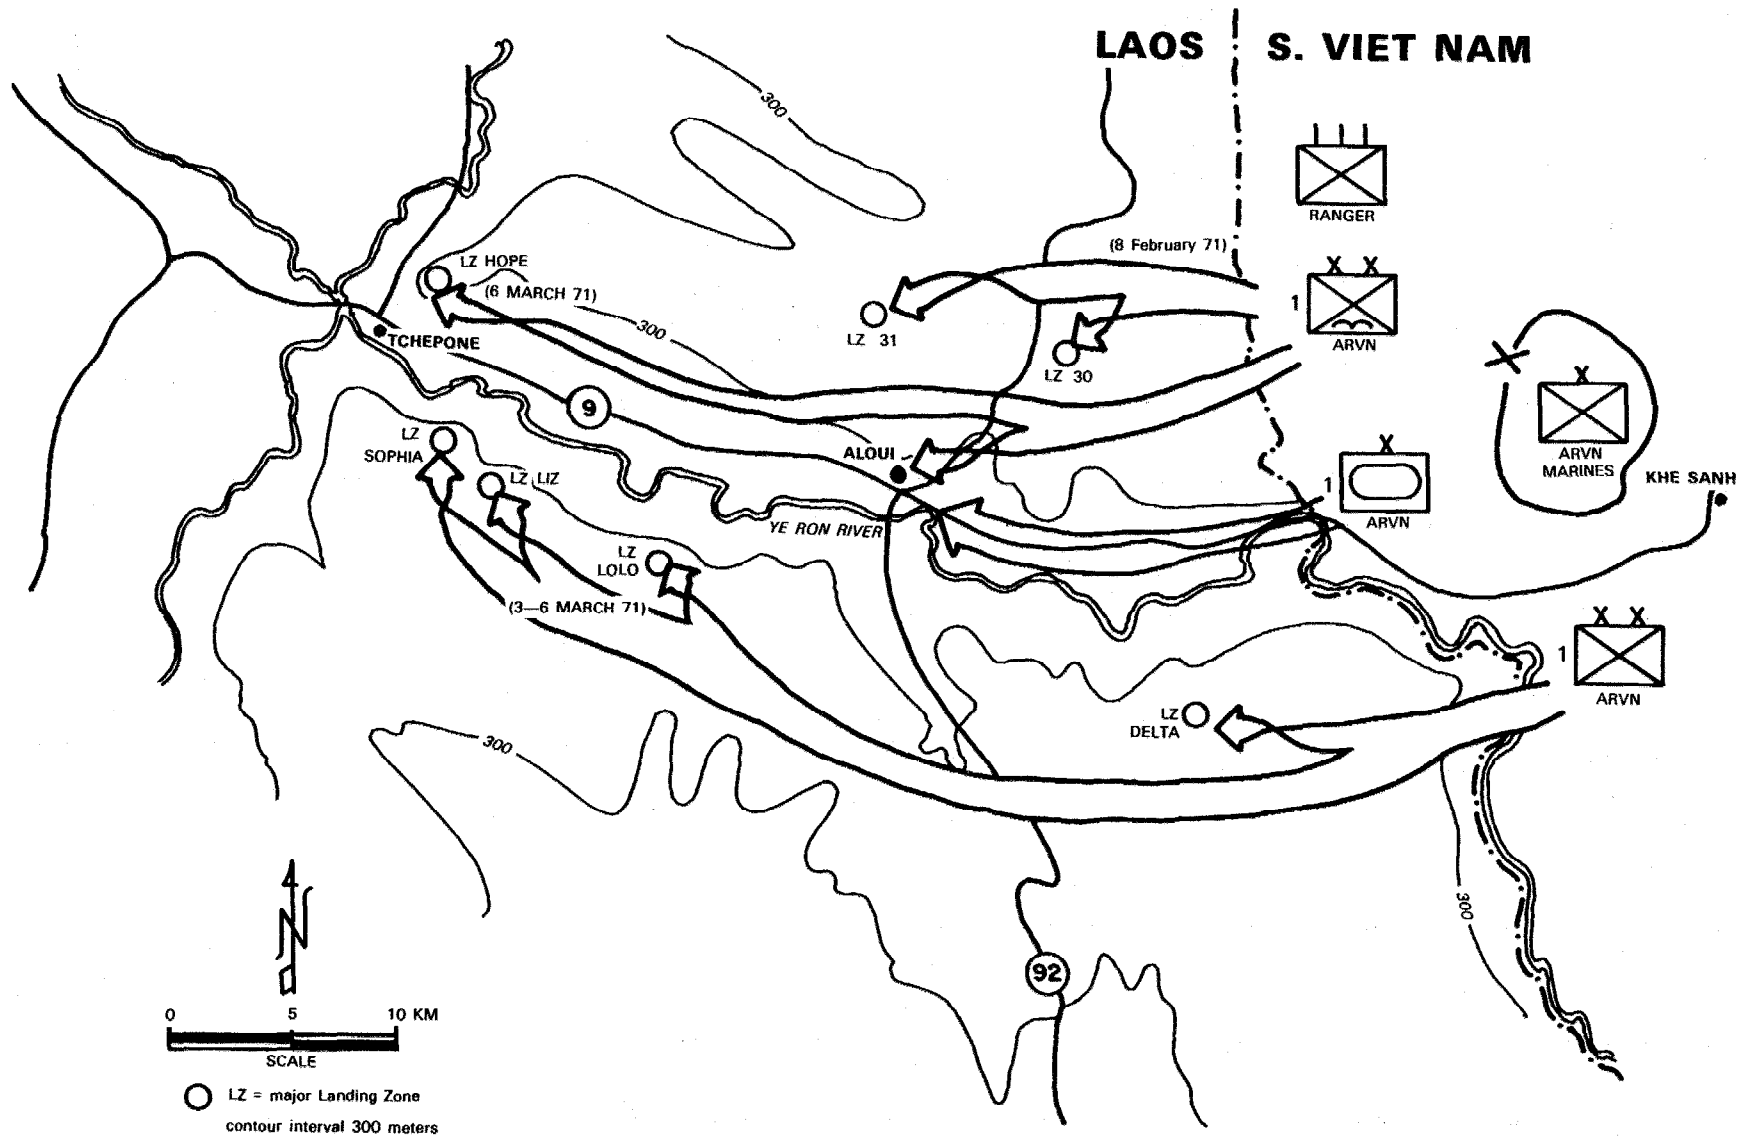 LAOS
S. VIET NAM
300
RANGER
(8 February 71)
LZ HOPE
(6 MARCH 71)
1
ARVN
LZ 31
300
TCHEPONE
LZ 30
9
LZ
SOPHIA
ALOUI
ARVN
MARINES
KHE SANH
LZ LIZ
1
ARVN
YE RON RIVER
LZ
LOLO
(3—6 MARCH 71)
1
ARVN
LZ
DELTA
300
300
92
N
0 5 10 KM
SCALE
LZ = major Landing Zone
contour interval 300 meters